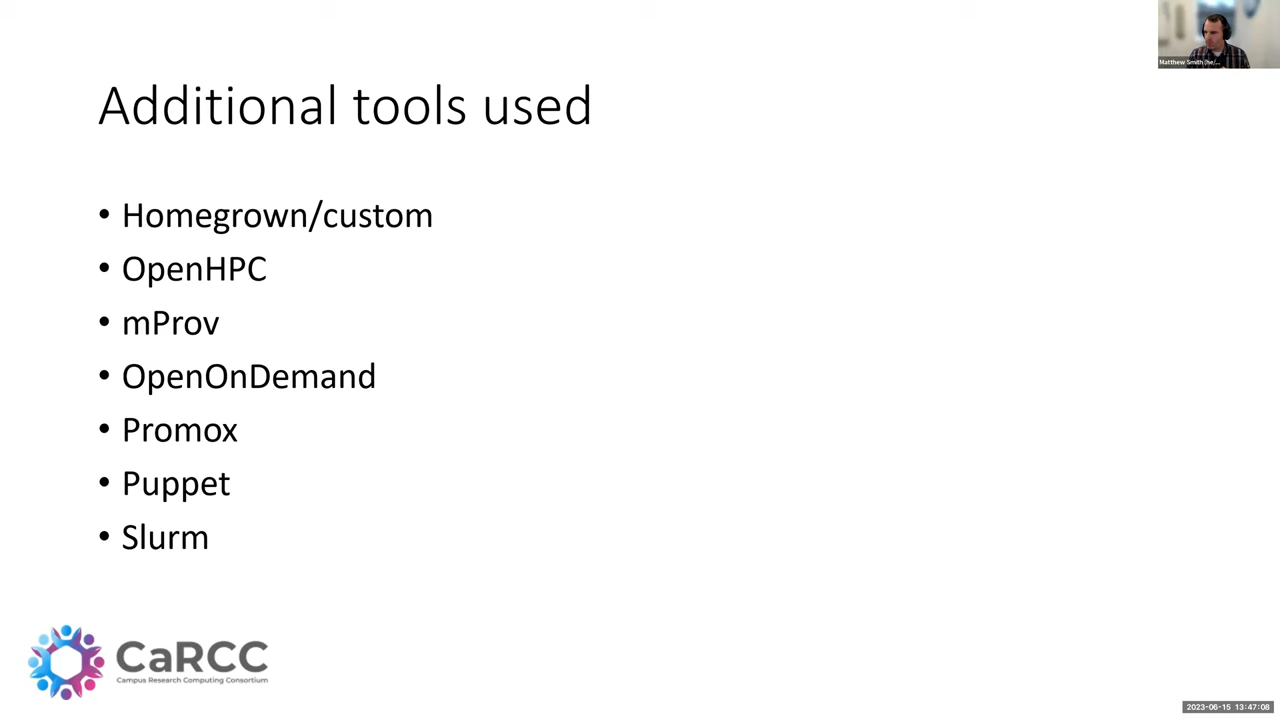 Matthew Smith (he/...
Additional tools used
• Homegrown/custom
• OpenHPC
• mProv
• OpenOnDemand
• Promox
• Puppet
• Slurm
CaRCC
Campus Research Computing Consortium
2023-06-15 13:47:08